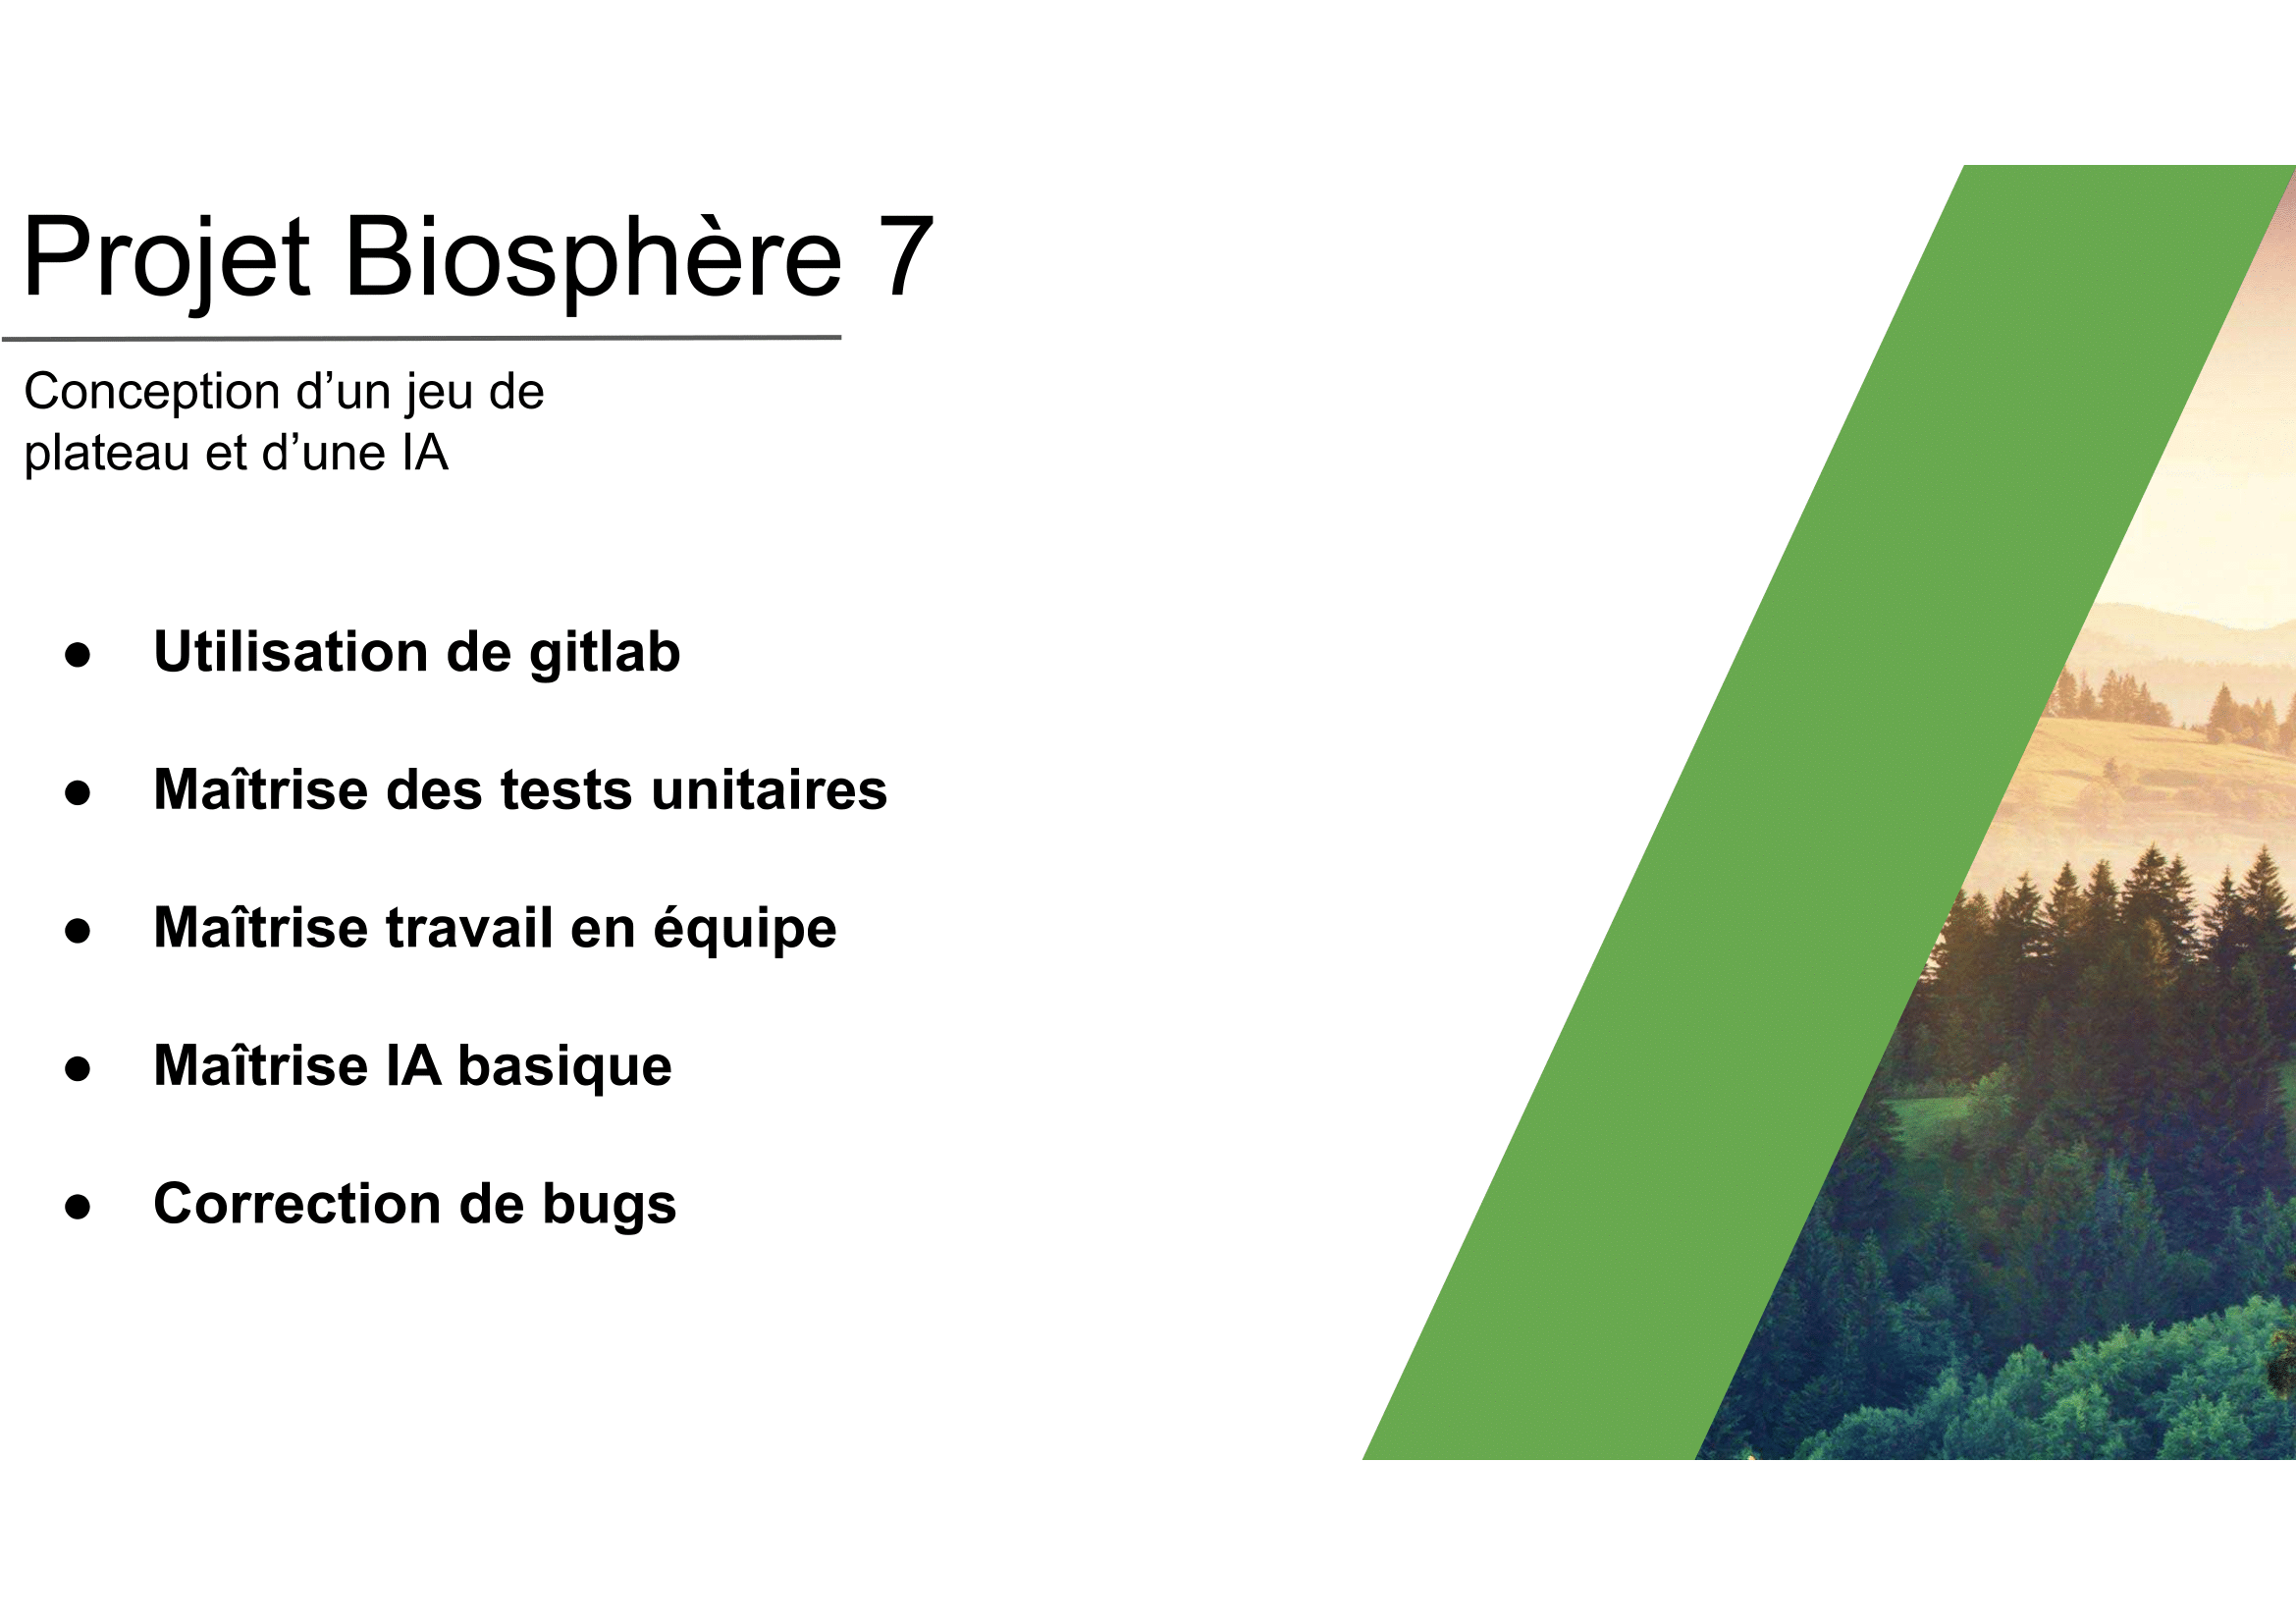 Projet Biosphère 7
Conception d’un jeu de
plateau et d’une IA
● Utilisation de gitlab
● Maîtrise des tests unitaires
● Maîtrise travail en équipe
● Maîtrise IA basique
● Correction de bugs